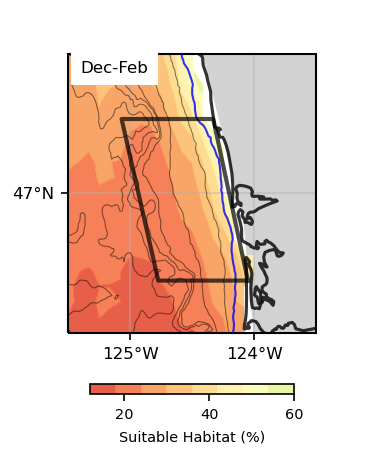 Dec-Feb
47°N
125°W 124°W
20 40 60
Suitable Habitat (%)